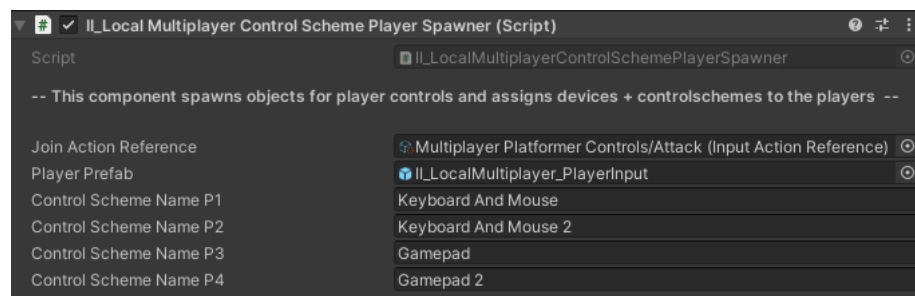 # II_Local Multiplayer Control Scheme Player Spawner (Script)
Script II_LocalMultiplayerControlSchemePlayerSpawner
-- This component spawns objects for player controls and assigns devices + controlschemes to the players --
Join Action Reference Multiplayer Platformer Controls/Attack (Input Action Reference)
Player Prefab II_LocalMultiplayer_PlayerInput
Control Scheme Name P1 Keyboard And Mouse
Control Scheme Name P2 Keyboard And Mouse 2
Control Scheme Name P3 Gamepad
Control Scheme Name P4 Gamepad 2